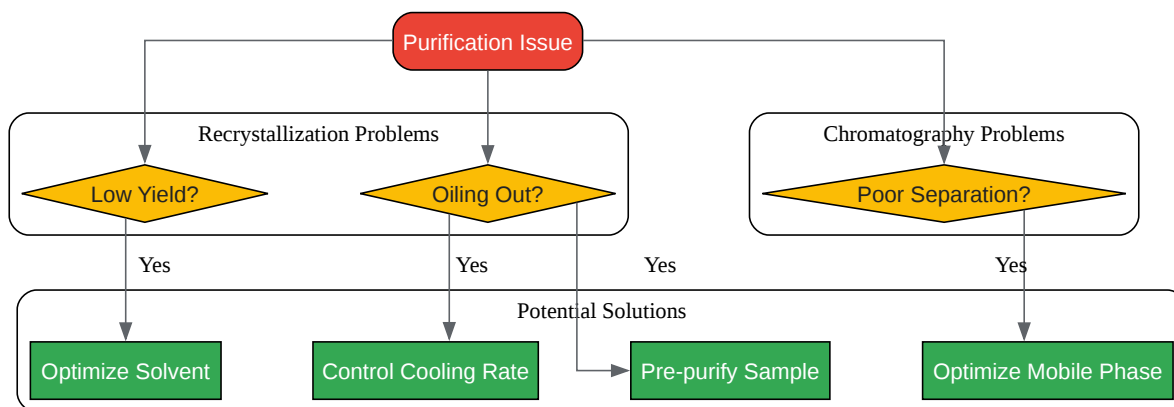 Purification Issue
Recrystallization Problems
Chromatography Problems
Low Yield?
Oiling Out?
Poor Separation?
Yes
Yes
Yes
Yes
Potential Solutions
Optimize Solvent
Control Cooling Rate
Pre-purify Sample
Optimize Mobile Phase